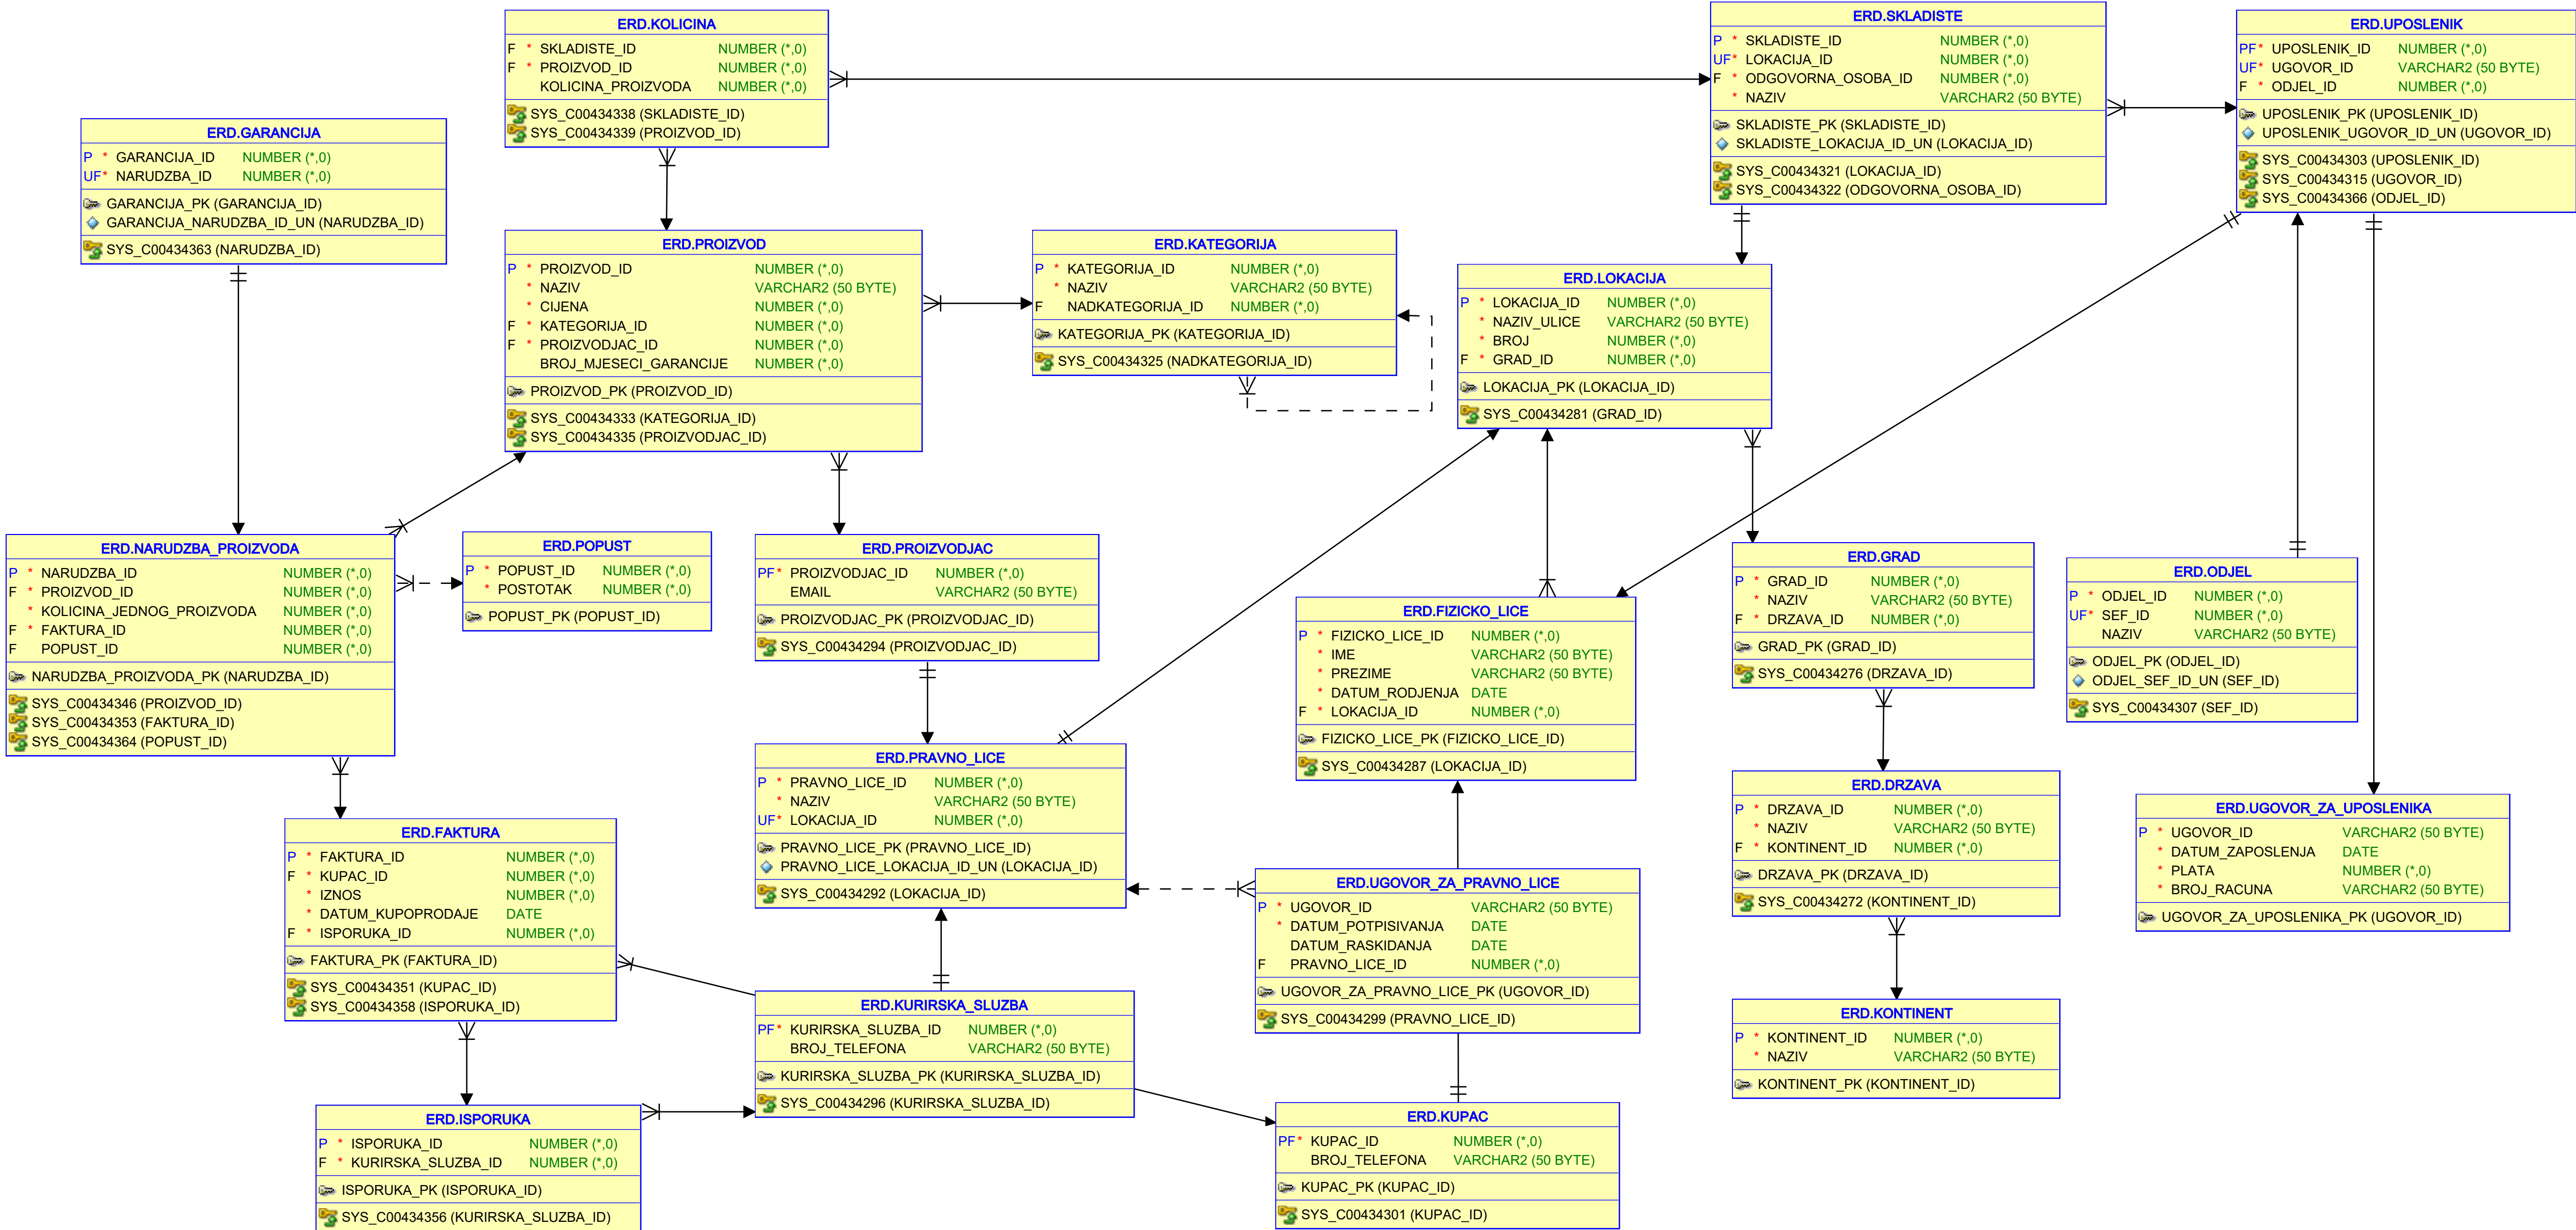 ERD.KOLICINA
F * SKLADISTE_ID NUMBER (*,0)
F * PROIZVOD_ID NUMBER (*,0)
KOLICINA_PROIZVODA NUMBER (*,0)
SYS_C00434338 (SKLADISTE_ID)
SYS_C00434339 (PROIZVOD_ID)
ERD.SKLADISTE
P * SKLADISTE_ID NUMBER (*,0)
UF* LOKACIJA_ID NUMBER (*,0)
F * ODGOVORNA_OSOBA_ID NUMBER (*,0)
* NAZIV VARCHAR2 (50 BYTE)
SKLADISTE_PK (SKLADISTE_ID)
SKLADISTE_LOKACIJA_ID_UN (LOKACIJA_ID)
SYS_C00434321 (LOKACIJA_ID)
SYS_C00434322 (ODGOVORNA_OSOBA_ID)
ERD.UPOSLENIK
PF* UPOSLENIK_ID NUMBER (*,0)
UF* UGOVOR_ID VARCHAR2 (50 BYTE)
F * ODJEL_ID NUMBER (*,0)
UPOSLENIK_PK (UPOSLENIK_ID)
UPOSLENIK_UGOVOR_ID_UN (UGOVOR_ID)
SYS_C00434303 (UPOSLENIK_ID)
SYS_C00434315 (UGOVOR_ID)
SYS_C00434366 (ODJEL_ID)
ERD.GARANCIJA
P * GARANCIJA_ID NUMBER (*,0)
UF* NARUDZBA_ID NUMBER (*,0)
GARANCIJA_PK (GARANCIJA_ID)
GARANCIJA_NARUDZBA_ID_UN (NARUDZBA_ID)
SYS_C00434363 (NARUDZBA_ID)
ERD.PROIZVOD
P * PROIZVOD_ID NUMBER (*,0)
* NAZIV VARCHAR2 (50 BYTE)
* CIJENA NUMBER (*,0)
F * KATEGORIJA_ID NUMBER (*,0)
F * PROIZVODJAC_ID NUMBER (*,0)
BROJ_MJESECI_GARANCIJE NUMBER (*,0)
PROIZVOD_PK (PROIZVOD_ID)
SYS_C00434333 (KATEGORIJA_ID)
SYS_C00434335 (PROIZVODJAC_ID)
ERD.KATEGORIJA
P * KATEGORIJA_ID NUMBER (*,0)
* NAZIV VARCHAR2 (50 BYTE)
F NADKATEGORIJA_ID NUMBER (*,0)
KATEGORIJA_PK (KATEGORIJA_ID)
SYS_C00434325 (NADKATEGORIJA_ID)
ERD.LOKACIJA
P * LOKACIJA_ID NUMBER (*,0)
* NAZIV_ULICE VARCHAR2 (50 BYTE)
* BROJ NUMBER (*,0)
F * GRAD_ID NUMBER (*,0)
LOKACIJA_PK (LOKACIJA_ID)
SYS_C00434281 (GRAD_ID)
ERD.NARUDZBA_PROIZVODA
P * NARUDZBA_ID NUMBER (*,0)
F * PROIZVOD_ID NUMBER (*,0)
* KOLICINA_JEDNOG_PROIZVODA NUMBER (*,0)
F * FAKTURA_ID NUMBER (*,0)
F POPUST_ID NUMBER (*,0)
NARUDZBA_PROIZVODA_PK (NARUDZBA_ID)
SYS_C00434346 (PROIZVOD_ID)
SYS_C00434353 (FAKTURA_ID)
SYS_C00434364 (POPUST_ID)
ERD.POPUST
P * POPUST_ID NUMBER (*,0)
* POSTOTAK NUMBER (*,0)
POPUST_PK (POPUST_ID)
ERD.PROIZVODJAC
PF* PROIZVODJAC_ID NUMBER (*,0)
EMAIL VARCHAR2 (50 BYTE)
PROIZVODJAC_PK (PROIZVODJAC_ID)
SYS_C00434294 (PROIZVODJAC_ID)
ERD.FIZICKO_LICE
P * FIZICKO_LICE_ID NUMBER (*,0)
* IME VARCHAR2 (50 BYTE)
* PREZIME VARCHAR2 (50 BYTE)
* DATUM_RODJENJA DATE
F * LOKACIJA_ID NUMBER (*,0)
FIZICKO_LICE_PK (FIZICKO_LICE_ID)
SYS_C00434287 (LOKACIJA_ID)
ERD.GRAD
P * GRAD_ID NUMBER (*,0)
* NAZIV VARCHAR2 (50 BYTE)
F * DRZAVA_ID NUMBER (*,0)
GRAD_PK (GRAD_ID)
SYS_C00434276 (DRZAVA_ID)
ERD.ODJEL
P * ODJEL_ID NUMBER (*,0)
UF* SEF_ID NUMBER (*,0)
NAZIV VARCHAR2 (50 BYTE)
ODJEL_PK (ODJEL_ID)
ODJEL_SEF_ID_UN (SEF_ID)
SYS_C00434307 (SEF_ID)
ERD.PRAVNO_LICE
P * PRAVNO_LICE_ID NUMBER (*,0)
* NAZIV VARCHAR2 (50 BYTE)
UF* LOKACIJA_ID NUMBER (*,0)
PRAVNO_LICE_PK (PRAVNO_LICE_ID)
PRAVNO_LICE_LOKACIJA_ID_UN (LOKACIJA_ID)
SYS_C00434292 (LOKACIJA_ID)
ERD.DRZAVA
P * DRZAVA_ID NUMBER (*,0)
* NAZIV VARCHAR2 (50 BYTE)
F * KONTINENT_ID NUMBER (*,0)
DRZAVA_PK (DRZAVA_ID)
SYS_C00434272 (KONTINENT_ID)
ERD.UGOVOR_ZA_UPOSLENIKA
P * UGOVOR_ID VARCHAR2 (50 BYTE)
* DATUM_ZAPOSLENJA DATE
* PLATA NUMBER (*,0)
* BROJ_RACUNA VARCHAR2 (50 BYTE)
UGOVOR_ZA_UPOSLENIKA_PK (UGOVOR_ID)
ERD.FAKTURA
P * FAKTURA_ID NUMBER (*,0)
F * KUPAC_ID NUMBER (*,0)
* IZNOS NUMBER (*,0)
* DATUM_KUPOPRODAJE DATE
F * ISPORUKA_ID NUMBER (*,0)
FAKTURA_PK (FAKTURA_ID)
SYS_C00434351 (KUPAC_ID)
SYS_C00434358 (ISPORUKA_ID)
ERD.UGOVOR_ZA_PRAVNO_LICE
P * UGOVOR_ID VARCHAR2 (50 BYTE)
* DATUM_POTPISIVANJA DATE
DATUM_RASKIDANJA DATE
F PRAVNO_LICE_ID NUMBER (*,0)
UGOVOR_ZA_PRAVNO_LICE_PK (UGOVOR_ID)
SYS_C00434299 (PRAVNO_LICE_ID)
ERD.KURIRSKA_SLUZBA
PF* KURIRSKA_SLUZBA_ID NUMBER (*,0)
BROJ_TELEFONA VARCHAR2 (50 BYTE)
KURIRSKA_SLUZBA_PK (KURIRSKA_SLUZBA_ID)
SYS_C00434296 (KURIRSKA_SLUZBA_ID)
ERD.KONTINENT
P * KONTINENT_ID NUMBER (*,0)
* NAZIV VARCHAR2 (50 BYTE)
KONTINENT_PK (KONTINENT_ID)
ERD.ISPORUKA
P * ISPORUKA_ID NUMBER (*,0)
F * KURIRSKA_SLUZBA_ID NUMBER (*,0)
ISPORUKA_PK (ISPORUKA_ID)
SYS_C00434356 (KURIRSKA_SLUZBA_ID)
ERD.KUPAC
PF* KUPAC_ID NUMBER (*,0)
BROJ_TELEFONA VARCHAR2 (50 BYTE)
KUPAC_PK (KUPAC_ID)
SYS_C00434301 (KUPAC_ID)